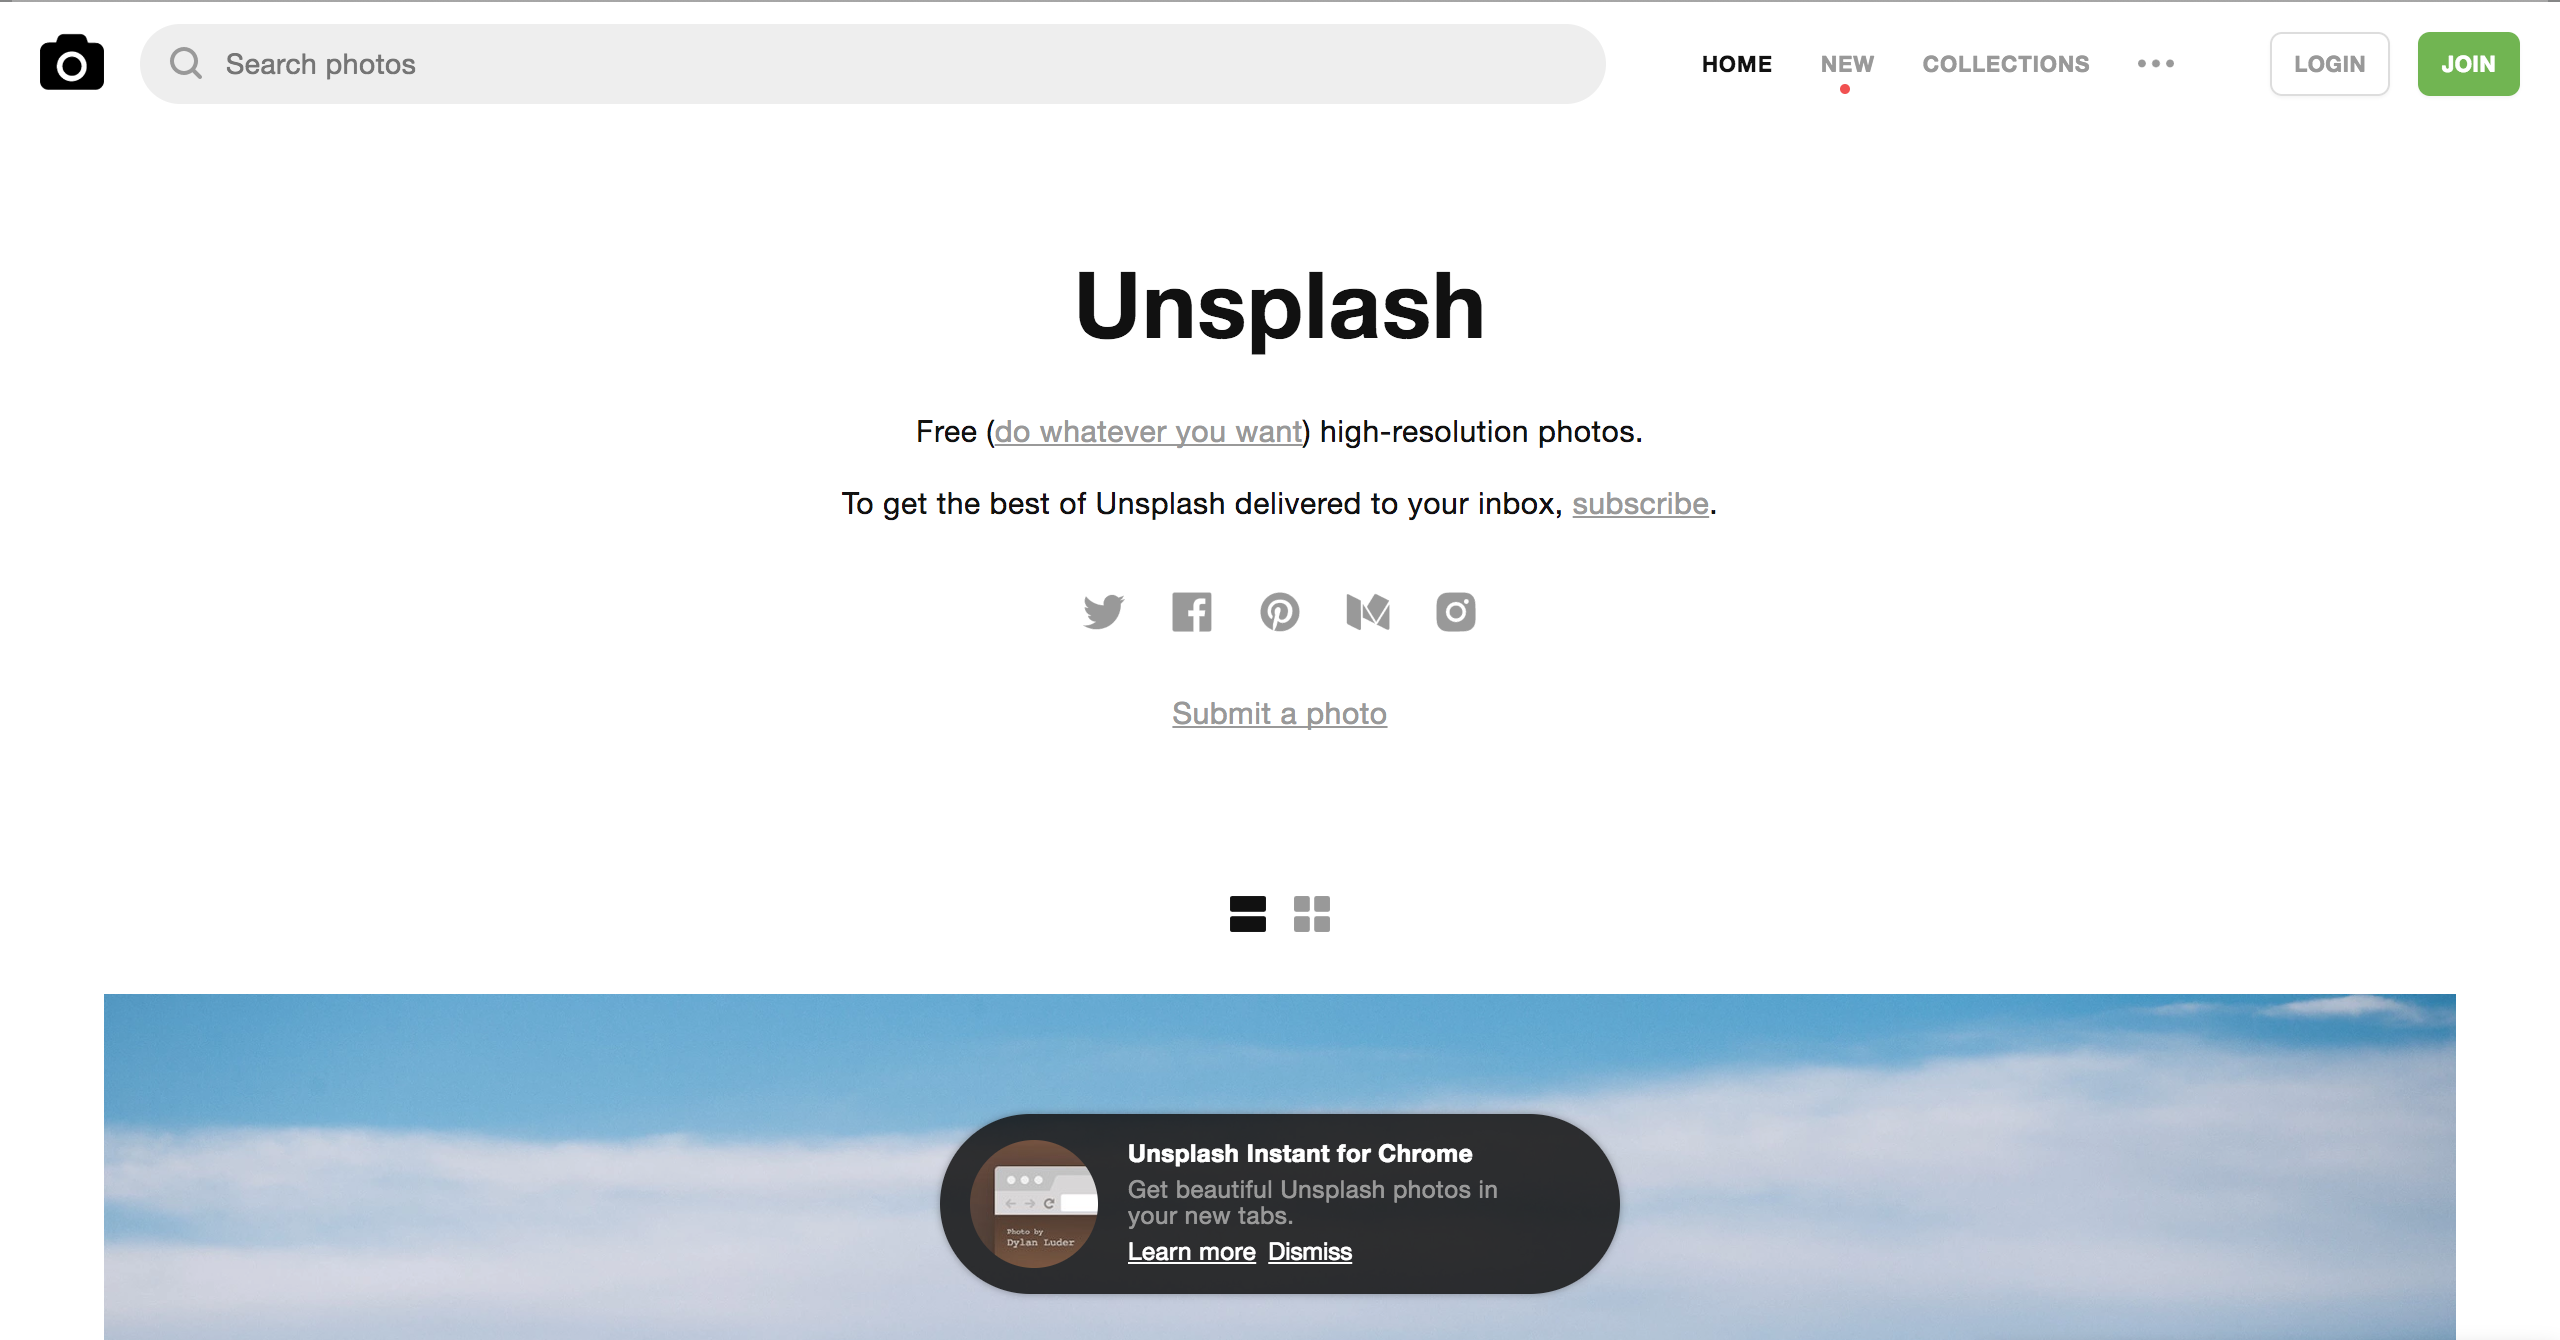 Search photos
HOME NEW COLLECTIONS
LOGIN JOIN
Unsplash
Free (do whatever you want) high-resolution photos.
To get the best of Unsplash delivered to your inbox, subscribe.
Submit a photo
Unsplash Instant for Chrome
Get beautiful Unsplash photos in
your new tabs.
Learn more Dismiss
Photo by
Dylan Luder